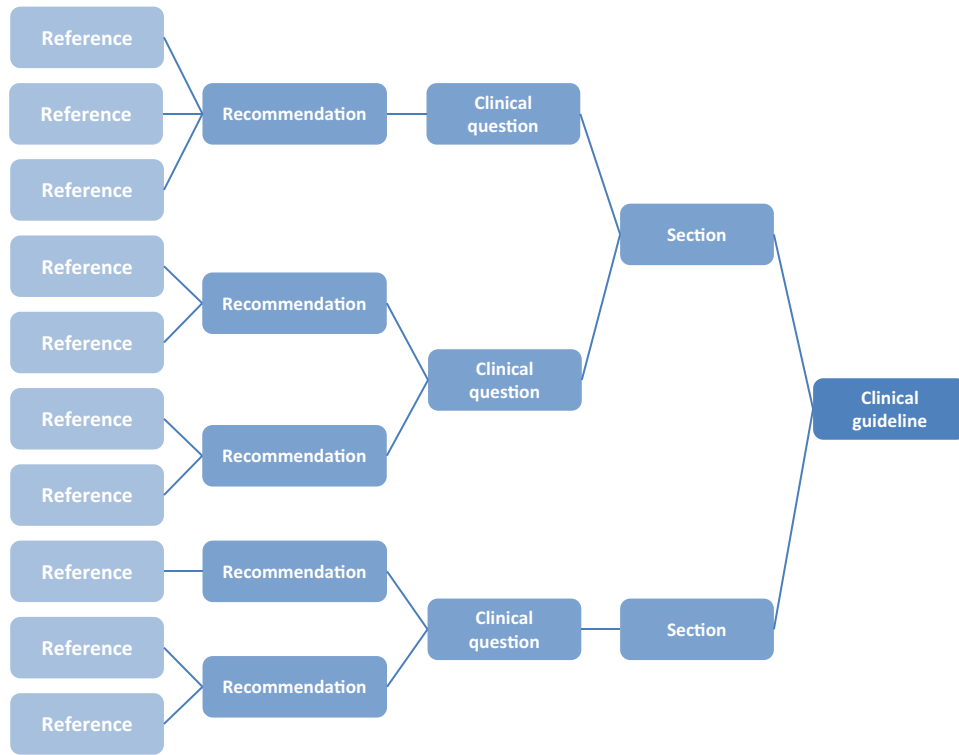 Reference
Reference
Reference
Reference
Reference
Reference
Reference
Reference
Reference
Reference
Recommendation
Recommendation
Recommendation
Recommendation
Recommendation
Clinical
question
Clinical
question
Clinical
question
Section
Section
Clinical
guideline